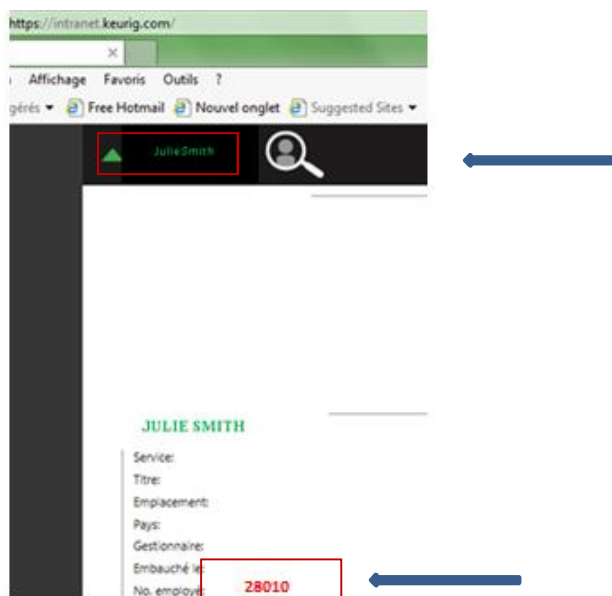 https://intranet.keurig.com/
Affichage Favoris Outils ?
gérés Free Hotmail Nouvel onglet Suggested Sites
JulieSmith
JULIE SMITH
Service:
Titre:
Emplacement:
Pays:
Gestionnaire:
Embauché le:
No. employé: 28010